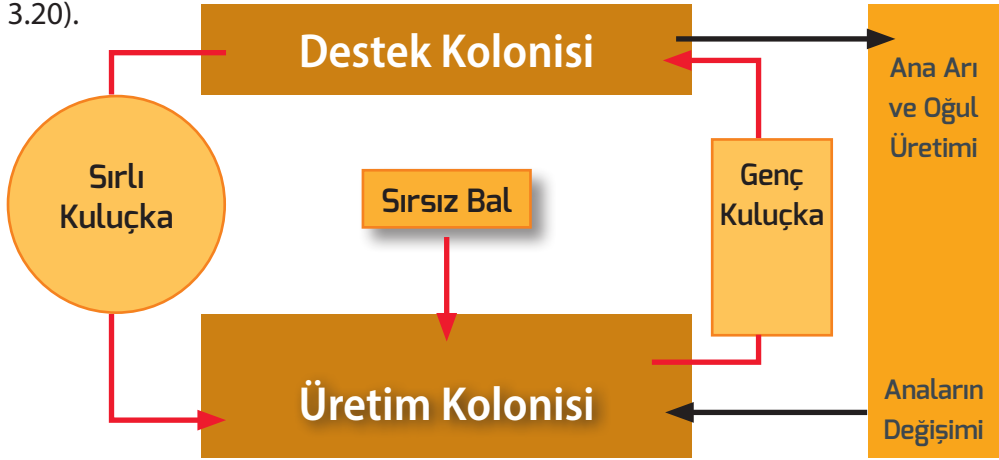 3.20).
Destek Kolonisi
Ana Arı
ve Oğul
Üretimi
Sırlı
Kuluçka
Sırsız Bal
Genç
Kuluçka
Üretim Kolonisi
Anaların
Değişimi